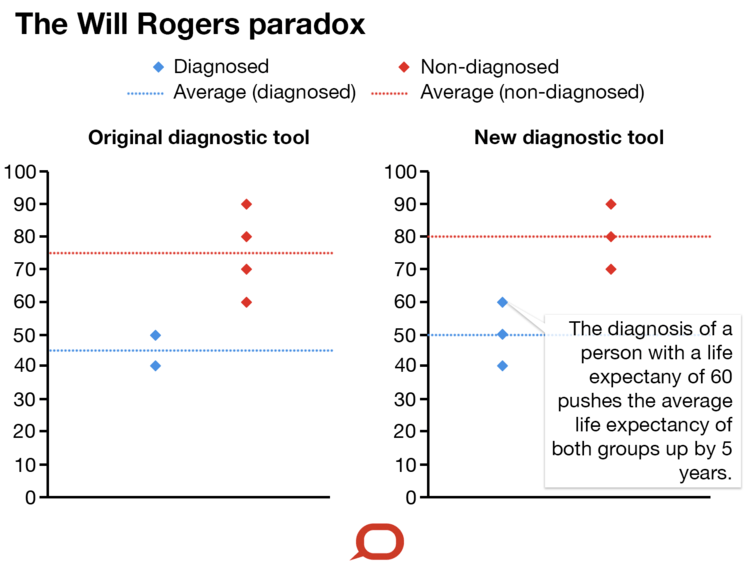 The Will Rogers paradox
Diagnosed
Non-diagnosed
Average (diagnosed)
Average (non-diagnosed)
Original diagnostic tool
New diagnostic tool
100
90
80
70
60
50
40
30
20
10
0
100
90
80
70
60
50
40
30
20
10
0
The diagnosis of a
person with a life
expectany of 60
pushes the average
life expectancy of
both groups up by 5
years.